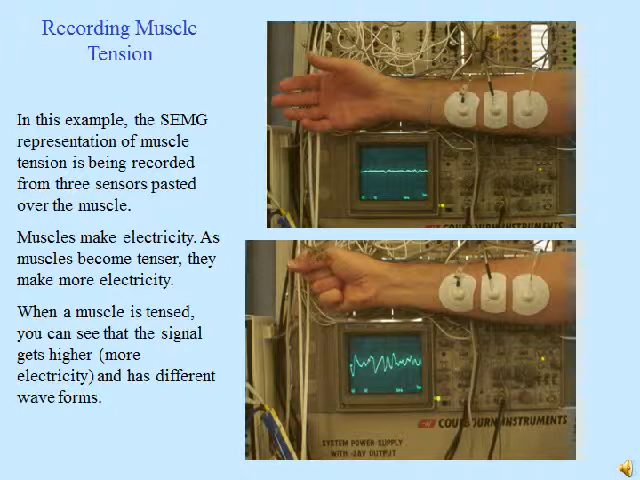 Recording Muscle
Tension
In this example, the SEMG
representation of muscle
tension is being recorded
from three sensors pasted
over the muscle.
Muscles make electricity. As
muscles become tenser, they
make more electricity.
When a muscle is tensed,
you can see that the signal
gets higher (more
electricity) and has different
wave forms.
COULBOURN INSTRUMENTS
COULBOURN INSTRUMENTS
SYSTEM POWER SUPPLY